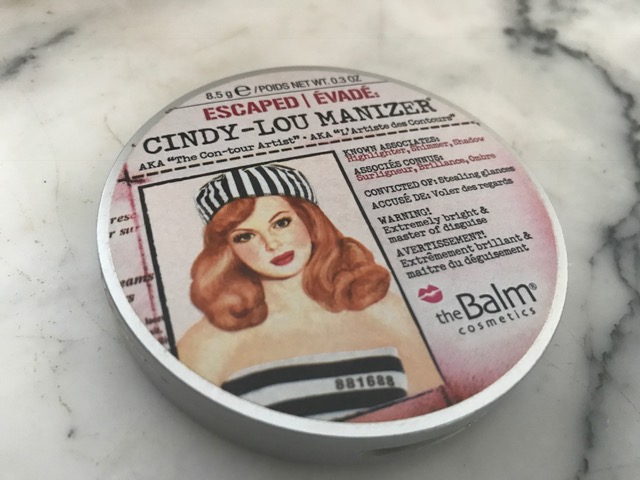 8.5 g ℮ / POIDS NET WT. 0.3 OZ
ESCAPED | ÉVADÉ:
CINDY-LOU MANIZER®
AKA "The Con-tour Artist" • AKA "L'Artiste des Contours"
KNOWN ASSOCIATES:
Highlighter, Shimmer, Shadow
ASSOCIÉS CONNUS:
Surligneur, Brillance, Ombre
CONVICTED OF: Stealing glances
ACCUSÉ DE: Voler des regards
WARNING!
Extremely bright &
master of disguise
AVERTISSEMENT!
Extrêmement brillant &
maitre du déguisement
theBalm®
cosmetics
881688